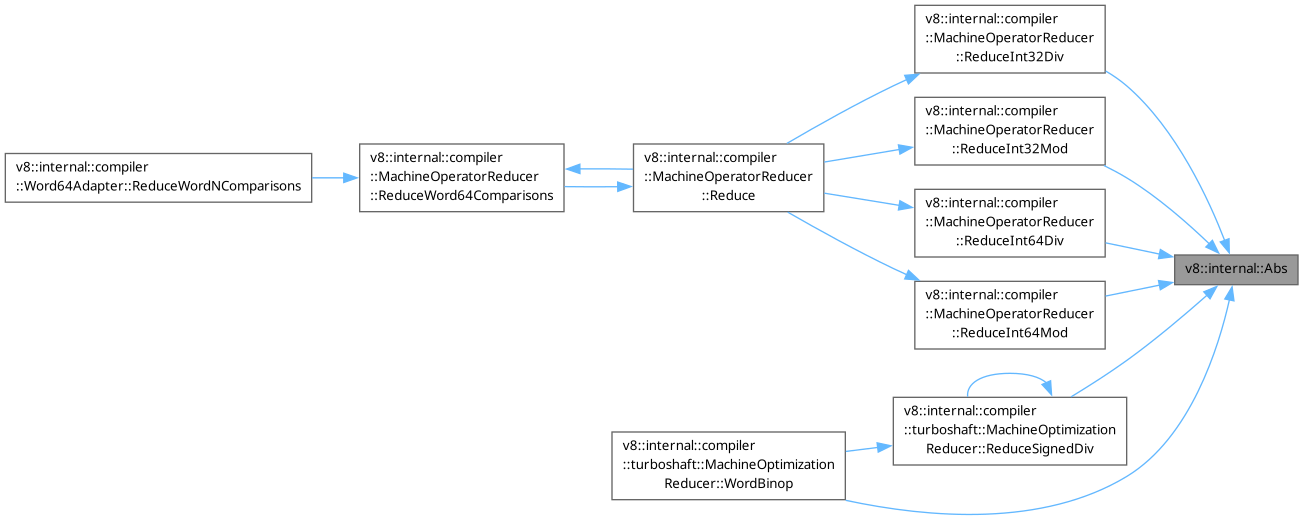 v8::internal::compiler
::Word64Adapter::ReduceWordNComparisons
v8::internal::compiler
::MachineOperatorReducer
::ReduceWord64Comparisons
v8::internal::compiler
::MachineOperatorReducer
::Reduce
v8::internal::compiler
::MachineOperatorReducer
::ReduceInt32Div
v8::internal::compiler
::MachineOperatorReducer
::ReduceInt32Mod
v8::internal::compiler
::MachineOperatorReducer
::ReduceInt64Div
v8::internal::compiler
::MachineOperatorReducer
::ReduceInt64Mod
v8::internal::Abs
v8::internal::compiler
::turboshaft::MachineOptimization
Reducer::ReduceSignedDiv
v8::internal::compiler
::turboshaft::MachineOptimization
Reducer::WordBinop